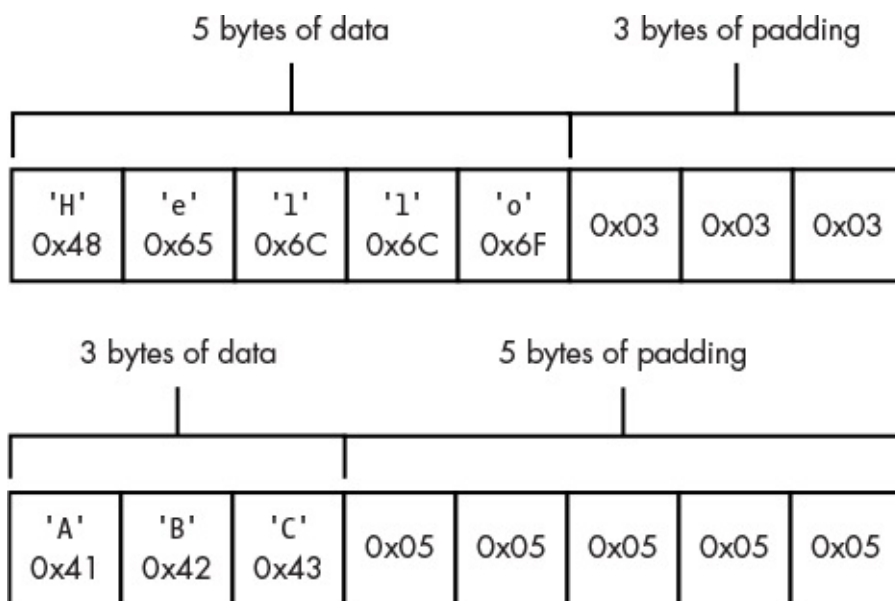 5 bytes of data 3 bytes of padding
'H' 'e' 'l' 'l' 'o'
0x48 0x65 0x6C 0x6C 0x6F 0x03 0x03 0x03
3 bytes of data 5 bytes of padding
'A' 'B' 'C'
0x41 0x42 0x43 0x05 0x05 0x05 0x05 0x05